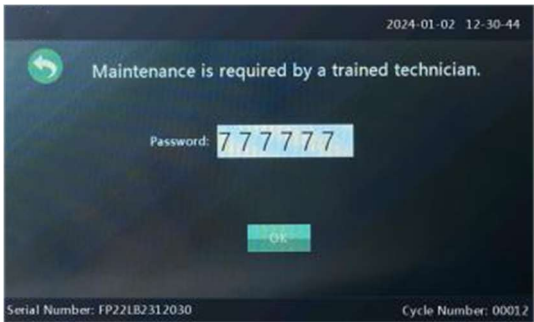 2024-01-02 12-30-44
Maintenance is required by a trained technician.
Password: 777777
OK
Serial Number: FP22LB2312030
Cycle Number: 00012